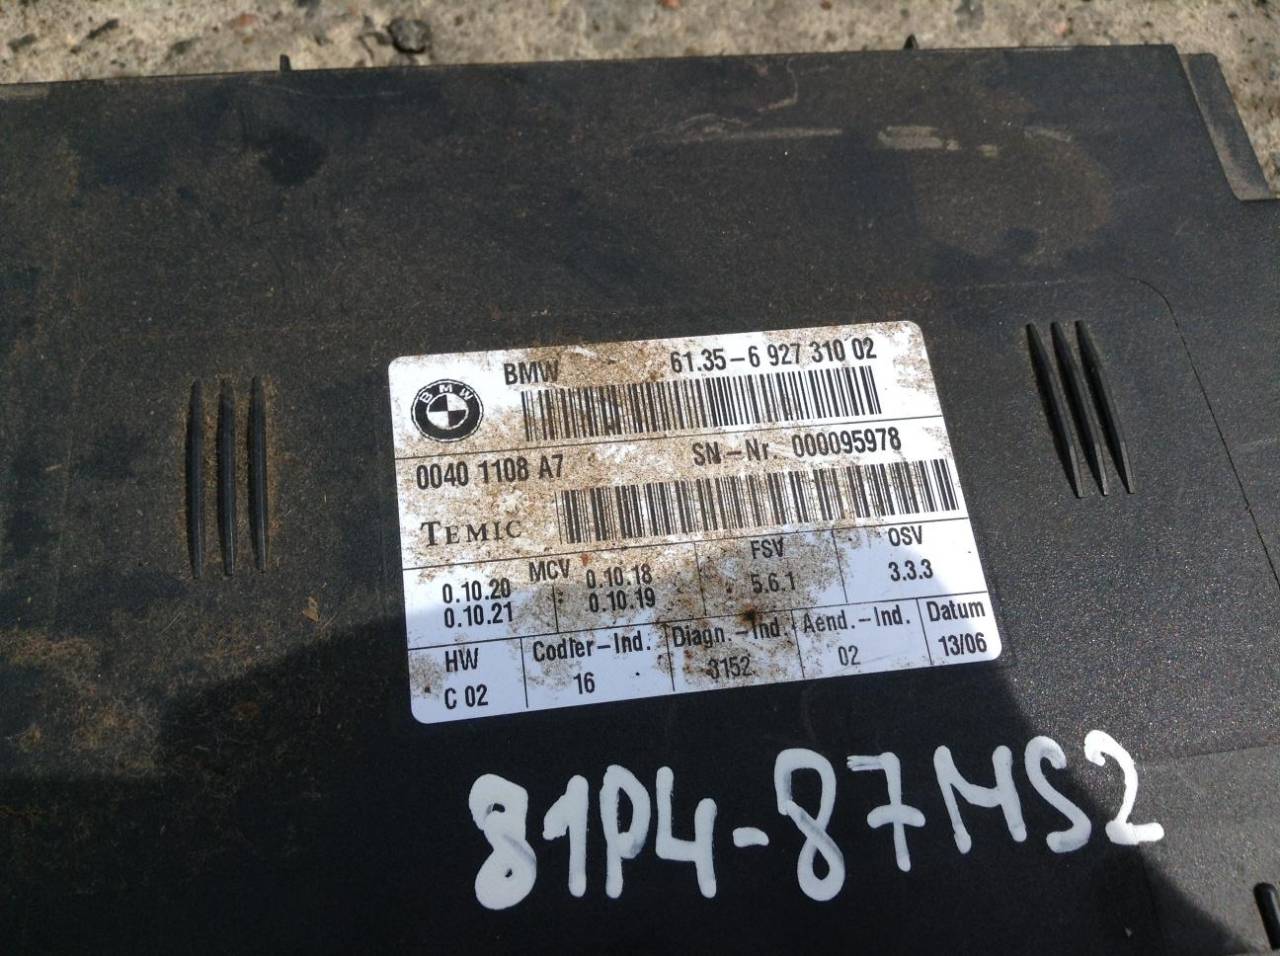 BMW 61.35-6 927 310 02
BMW
0040 1108 A7 SN-Nr. 000095978
TEMIC
MCV FSV OSV
0.10.20 0.10.18 5.6.1 3.3.3
0.10.21 0.10.19
HW Codier-Ind. Diagn.-Ind. Aend.-Ind. Datum
C 02 16 3152 02 13/06
81P4-87MS2